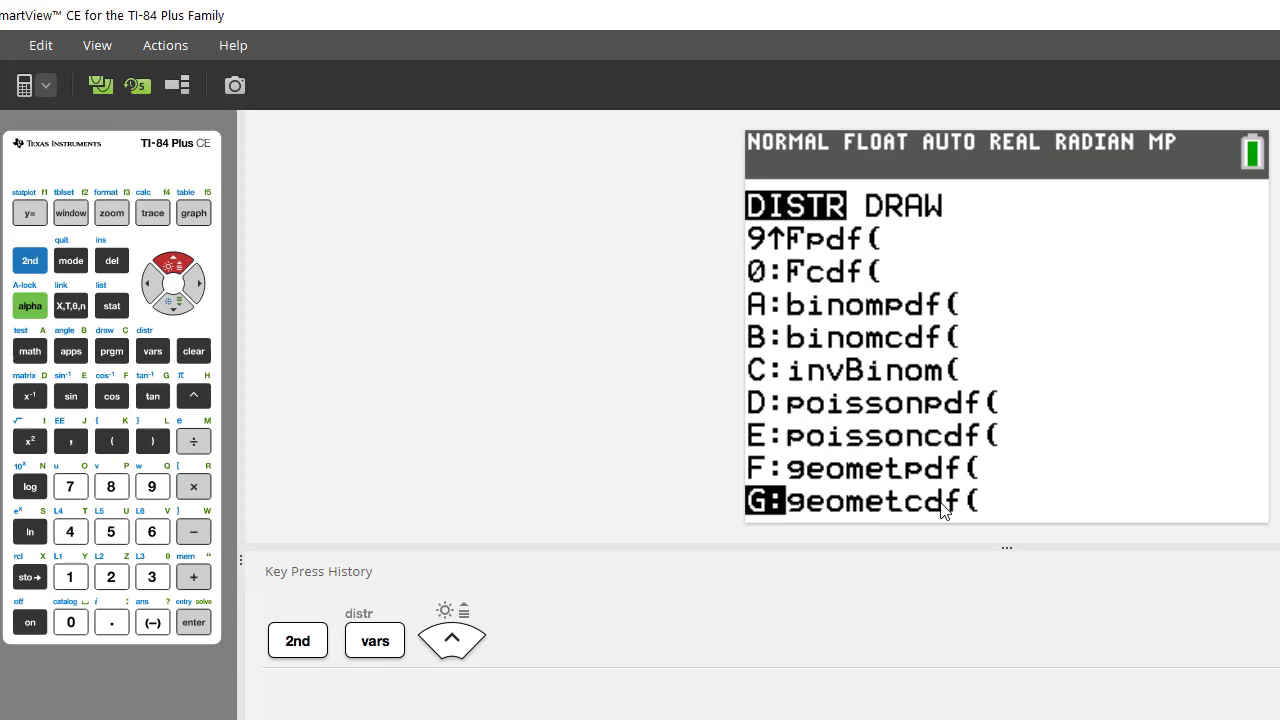 martView™ CE for the TI-84 Plus Family
Edit View Actions Help
5
TEXAS INSTRUMENTS TI-84 Plus CE
statplot f1 tblset f2 format f3 calc f4 table f5
y= window zoom trace graph
quit ins
2nd mode del
A-lock link list
alpha X,T,θ,n stat
test A angle B draw C distr
math apps prgm vars clear
matrix D sin⁻¹ E cos⁻¹ F tan⁻¹ G π H
x⁻¹ sin cos tan ^
√ I EE J { K } L e M
x² , ( ) ÷
10ˣ N u O v P w Q [ R
log 7 8 9 ×
eˣ S L4 T L5 U L6 V ] W
ln 4 5 6 −
rcl X L1 Y L2 Z L3 θ mem "
sto→ 1 2 3 +
off catalog ⎵ i : ans ? entry solve
on 0 . (−) enter
NORMAL FLOAT AUTO REAL RADIAN MP
DISTR DRAW
9↑Fpdf(
0:Fcdf(
A:binompdf(
B:binomcdf(
C:invBinom(
D:poissonpdf(
E:poissoncdf(
F:geometpdf(
G:geometcdf(
Key Press History
distr
2nd vars ^